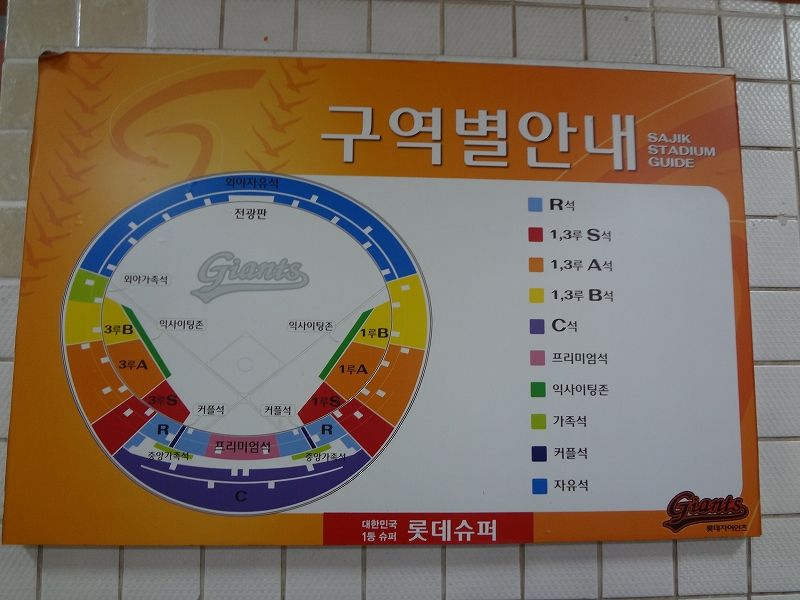 구역별안내
SAJIK
STADIUM
GUIDE
외야자유석
전광판
Giants
외야가족석
익사이팅존
익사이팅존
3루B
1루B
3루A
1루A
3루S
1루S
커플석
커플석
R
R
프리미엄석
중앙가족석
중앙가족석
C
R석
1,3루 S석
1,3루 A석
1,3루 B석
C석
프리미엄석
익사이팅존
가족석
커플석
자유석
대한민국
1등 슈퍼
롯데슈퍼
Giants
롯데자이언츠